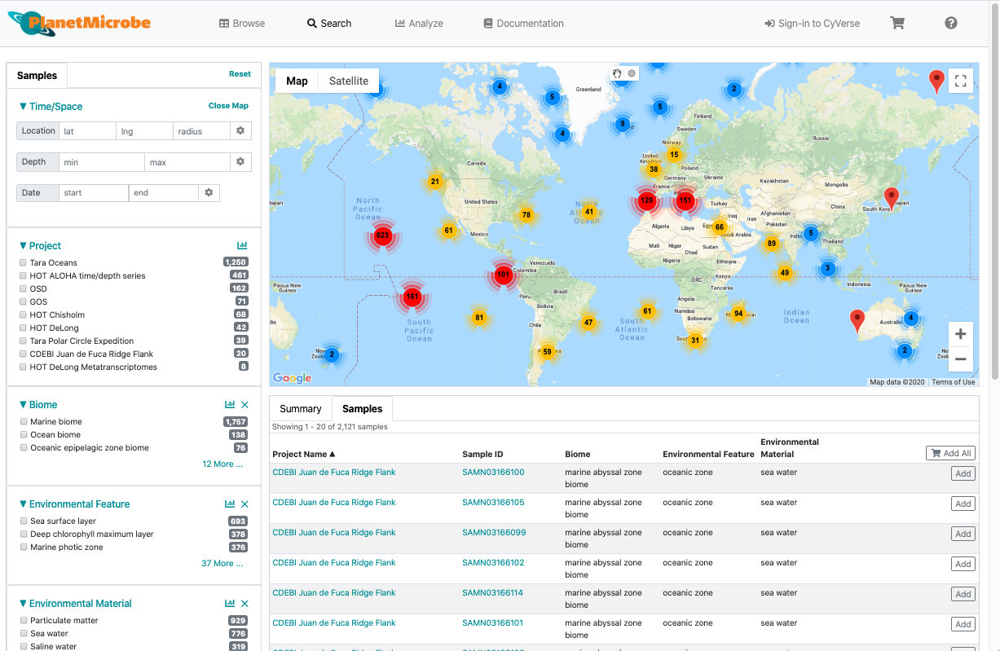 PlanetMicrobe
Browse
Search
Analyze
Documentation
Sign-in to CyVerse
Samples
Reset
Time/Space
Close Map
Location lat lng radius
Depth min max
Date start end
Project
Tara Oceans 1,250
HOT ALOHA time/depth series 461
OSD 162
GOS 71
HOT Chisholm 68
HOT DeLong 42
Tara Polar Circle Expedition 39
CDEBI Juan de Fuca Ridge Flank 20
HOT DeLong Metatranscriptomes 8
Biome
Marine biome 1,757
Ocean biome 138
Oceanic epipelagic zone biome 76
12 More ...
Environmental Feature
Sea surface layer 693
Deep chlorophyll maximum layer 378
Marine photic zone 376
37 More ...
Environmental Material
Particulate matter 929
Sea water 776
Saline water 319
Map
Satellite
4
5
4
9
5
2
Greenland
Finland
Sweden
Norway
15
United
38
Poland
Germany
Ukraine
France
129
151
Russia
Kazakhstan
Mongolia
Turkey
China
South Korea
Japan
Canada
21
North
Pacific
Ocean
United States
78
41
61
Mexico
623
Algeria
Libya
66
Iraq
Iran
Afghanistan
Pakistan
Saudi Arabia
89
India
5
Thailand
Mali
Niger
Sudan
Chad
Nigeria
Ethiopia
49
3
Venezuela
Colombia
101
161
Peru
Brazil
Bolivia
DRC
Kenya
Tanzania
Indonesia
Papua New
Guinea
Papua New
Guinea
81
South
Pacific
Ocean
Chile
47
59
61
South
Atlantic
Ocean
Angola
Namibia
Botswana
94
31
Indian
Ocean
Australia
4
2
2
Google
Map data ©2020
Terms of Use
Summary
Samples
Showing 1 - 20 of 2,121 samples
Project Name Sample ID Biome Environmental Feature Environmental Material
Add All
CDEBI Juan de Fuca Ridge Flank SAMN03166100 marine abyssal zone biome oceanic zone sea water Add
CDEBI Juan de Fuca Ridge Flank SAMN03166105 marine abyssal zone biome oceanic zone sea water Add
CDEBI Juan de Fuca Ridge Flank SAMN03166099 marine abyssal zone biome oceanic zone sea water Add
CDEBI Juan de Fuca Ridge Flank SAMN03166102 marine abyssal zone biome oceanic zone sea water Add
CDEBI Juan de Fuca Ridge Flank SAMN03166114 marine abyssal zone biome oceanic zone sea water Add
CDEBI Juan de Fuca Ridge Flank SAMN03166101 marine abyssal zone biome oceanic zone sea water Add